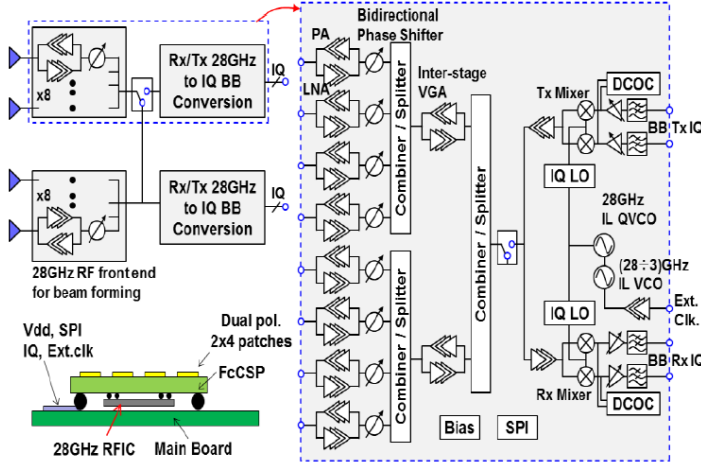 x8
Rx/Tx 28GHz
to IQ BB
Conversion
IQ
x8
Rx/Tx 28GHz
to IQ BB
Conversion
IQ
28GHz RF frontend
for beam forming
Vdd, SPI
IQ, Ext.clk
Dual pol.
2x4 patches
FcCSP
28GHz RFIC
Main Board
PA
LNA
Bidirectional
Phase Shifter
Combiner / Splitter
Combiner / Splitter
Inter-stage
VGA
Combiner / Splitter
Tx Mixer
DCOC
BB Tx IQ
IQ LO
28GHz
IL QVCO
(28÷3)GHz
IL VCO
Ext.
Clk.
IQ LO
BB Rx IQ
Rx Mixer
DCOC
Bias
SPI